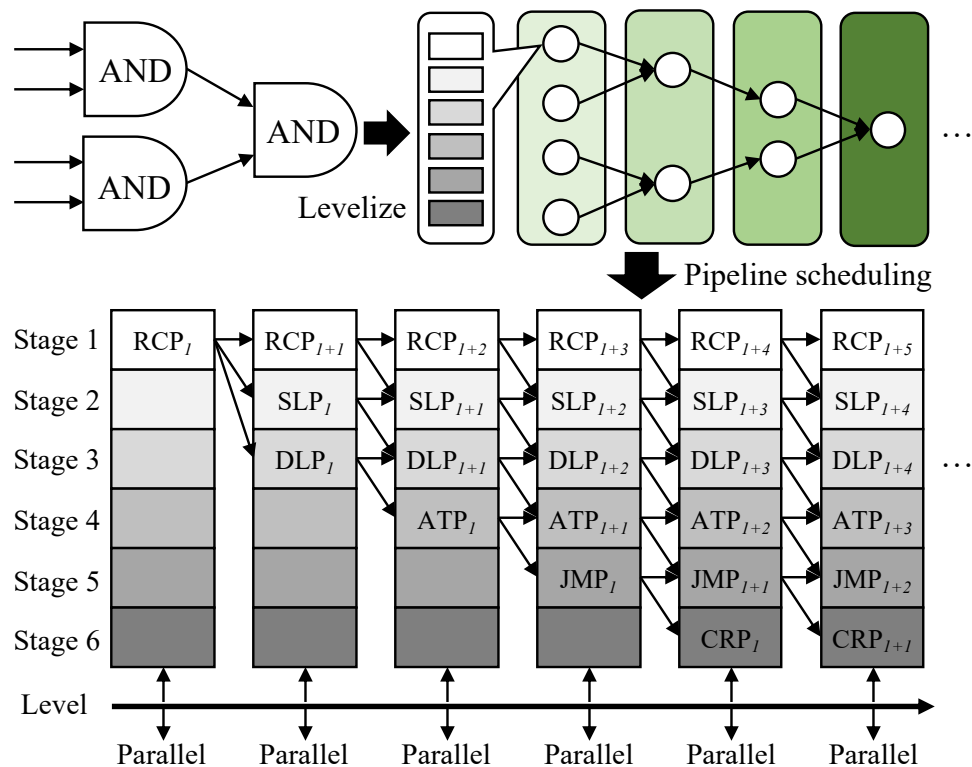 AND
AND
AND
Levelize
…
Pipeline scheduling
Stage 1 RCP1 RCP1+1 RCP1+2 RCP1+3 RCP1+4 RCP1+5
Stage 2 SLP1 SLP1+1 SLP1+2 SLP1+3 SLP1+4
Stage 3 DLP1 DLP1+1 DLP1+2 DLP1+3 DLP1+4 …
Stage 4 ATP1 ATP1+1 ATP1+2 ATP1+3
Stage 5 JMP1 JMP1+1 JMP1+2
Stage 6 CRP1 CRP1+1
Level
Parallel Parallel Parallel Parallel Parallel Parallel